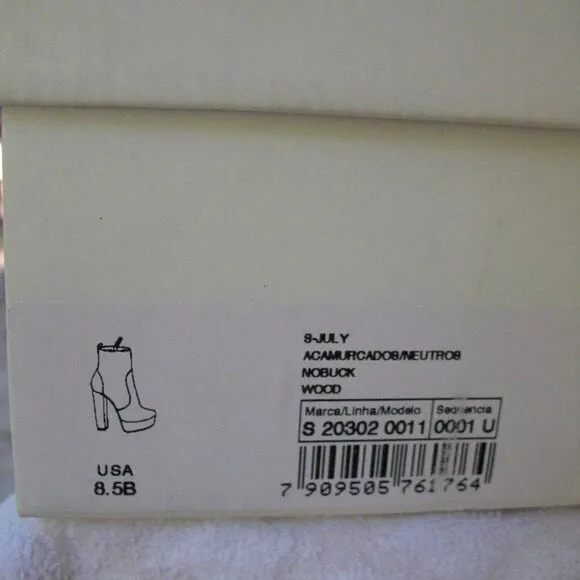 S-JULY
ACAMURCADOS/NEUTROS
NOBUCK
WOOD
Marca/Linha/Modelo Sequencia
S 20302 0011 0001 U
7 909505 761764
USA
8.5B